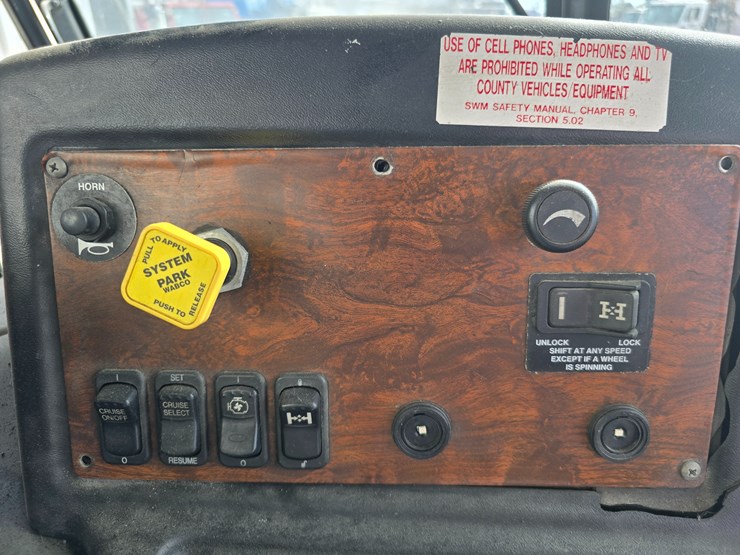 USE OF CELL PHONES, HEADPHONES AND TV
ARE PROHIBITED WHILE OPERATING ALL
COUNTY VEHICLES/EQUIPMENT
SWM SAFETY MANUAL, CHAPTER 9,
SECTION 5.02
HORN
PULL TO APPLY
SYSTEM
PARK
WABCO
PUSH TO
RELEASE
UNLOCK LOCK
SHIFT AT ANY SPEED
EXCEPT IF A WHEEL
IS SPINNING
I
CRUISE
ON/OFF
O
SET
CRUISE
SELECT
RESUME
O